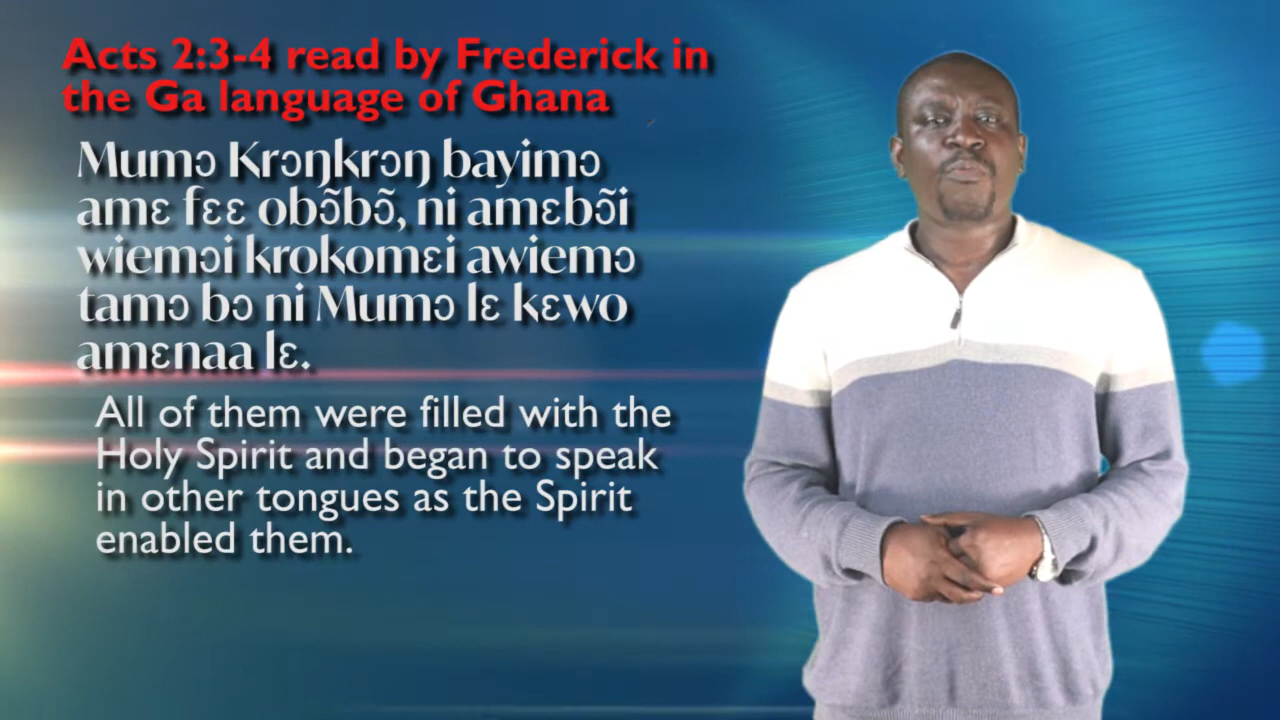 Acts 2:3-4 read by Frederick in
the Ga language of Ghana
Mumɔ Krɔŋkrɔŋ bayimɔ
amɛ fɛɛ obɔ̃bɔ̃, ni amɛbɔ̃i
wiemɔi krokomɛi awiemɔ
tamɔ bɔ ni Mumɔ lɛ kɛwo
amɛnaa lɛ.
All of them were filled with the
Holy Spirit and began to speak
in other tongues as the Spirit
enabled them.